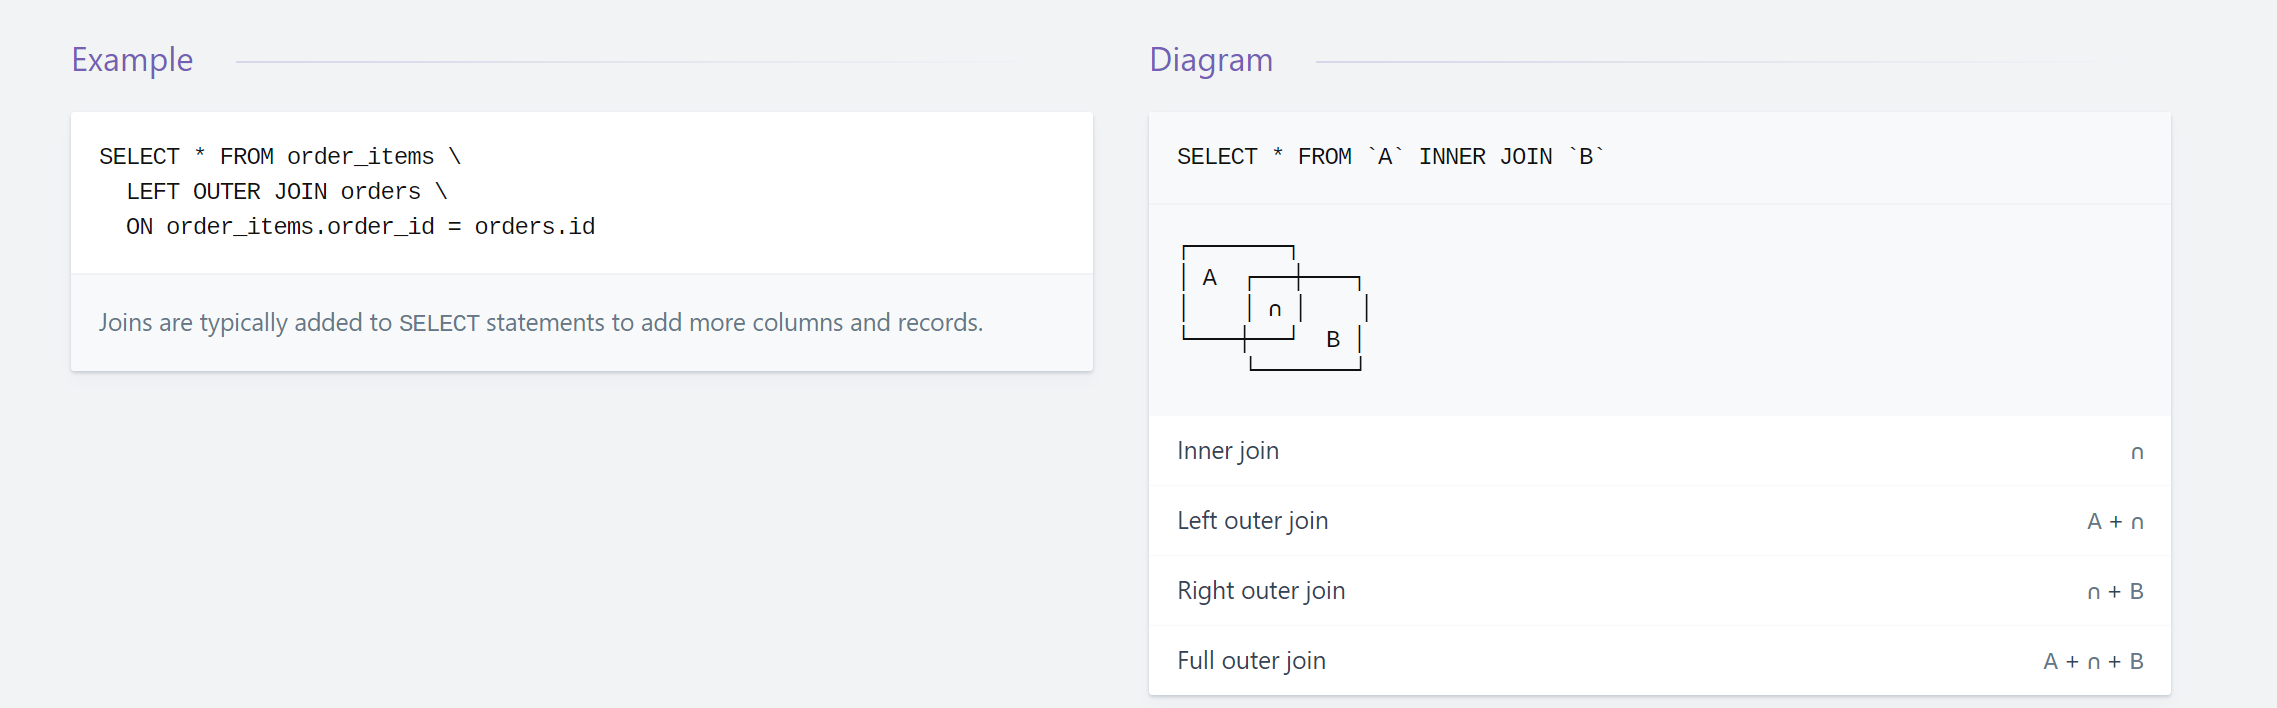 Example
SELECT * FROM order_items \
LEFT OUTER JOIN orders \
ON order_items.order_id = orders.id
Joins are typically added to SELECT statements to add more columns and records.
Diagram
SELECT * FROM `A` INNER JOIN `B`
A
∩
B
Inner join ∩
Left outer join A + ∩
Right outer join ∩ + B
Full outer join A + ∩ + B